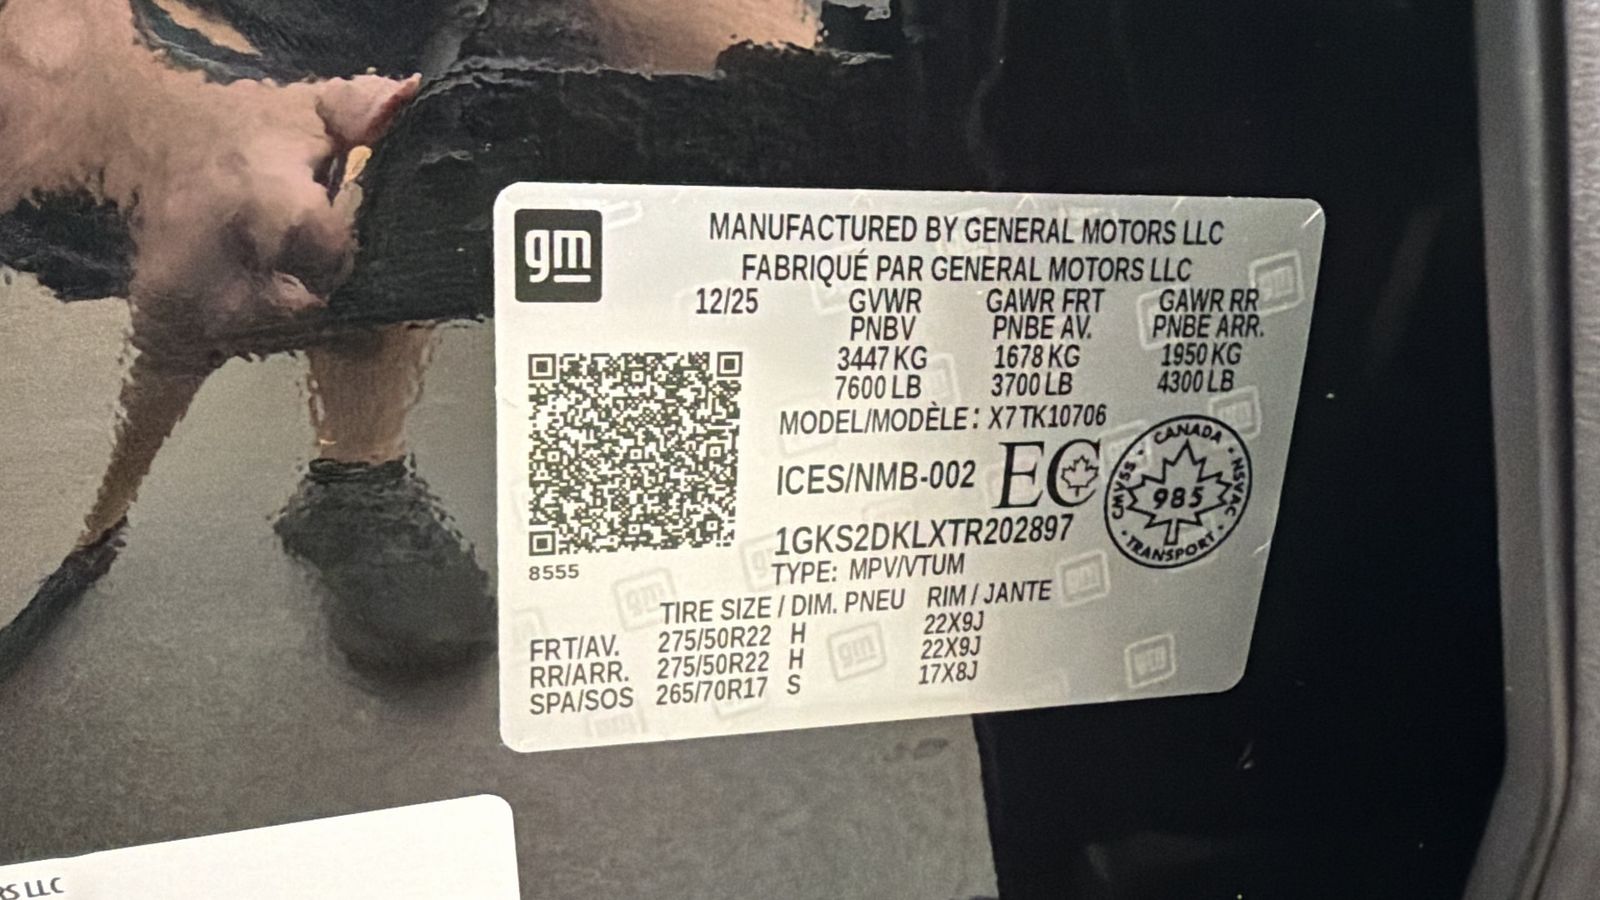 gm
MANUFACTURED BY GENERAL MOTORS LLC
FABRIQUÉ PAR GENERAL MOTORS LLC
12/25 GVWR GAWR FRT GAWR RR
PNBV PNBE AV. PNBE ARR.
3447 KG 1678 KG 1950 KG
7600 LB 3700 LB 4300 LB
MODEL/MODÈLE: X7 TK10706
ICES/NMB-002 EC
CANADA
CMVSS 985 NSVAC
TRANSPORT
1GKS2DKLXTR202897
8555
TYPE: MPV/VTUM
TIRE SIZE / DIM. PNEU RIM / JANTE
FRT/AV. 275/50R22 H 22X9J
RR/ARR. 275/50R22 H 22X9J
SPA/SOS 265/70R17 S 17X8J
LLC